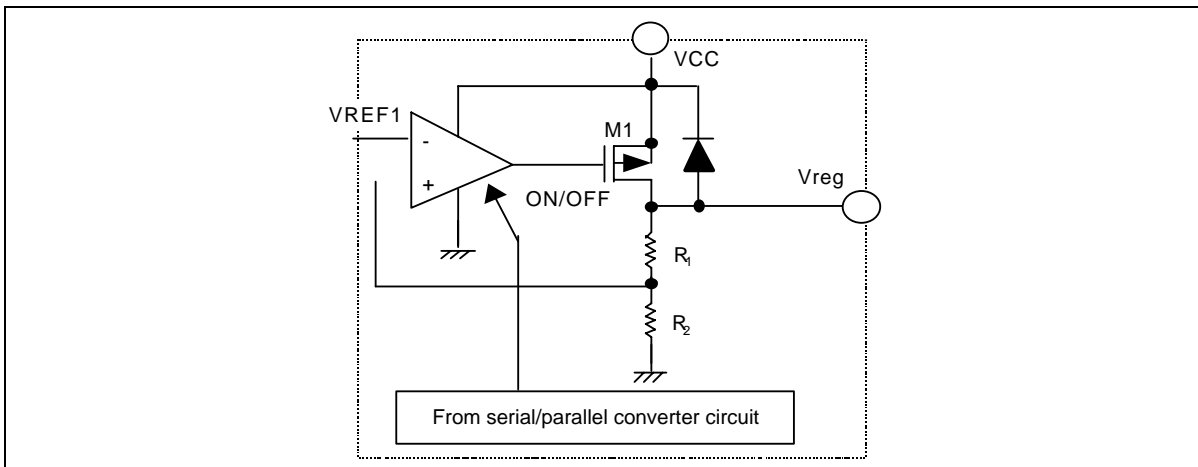 VCC
VREF1
M1
-
+
Vreg
ON/OFF
R1
R2
From serial/parallel converter circuit